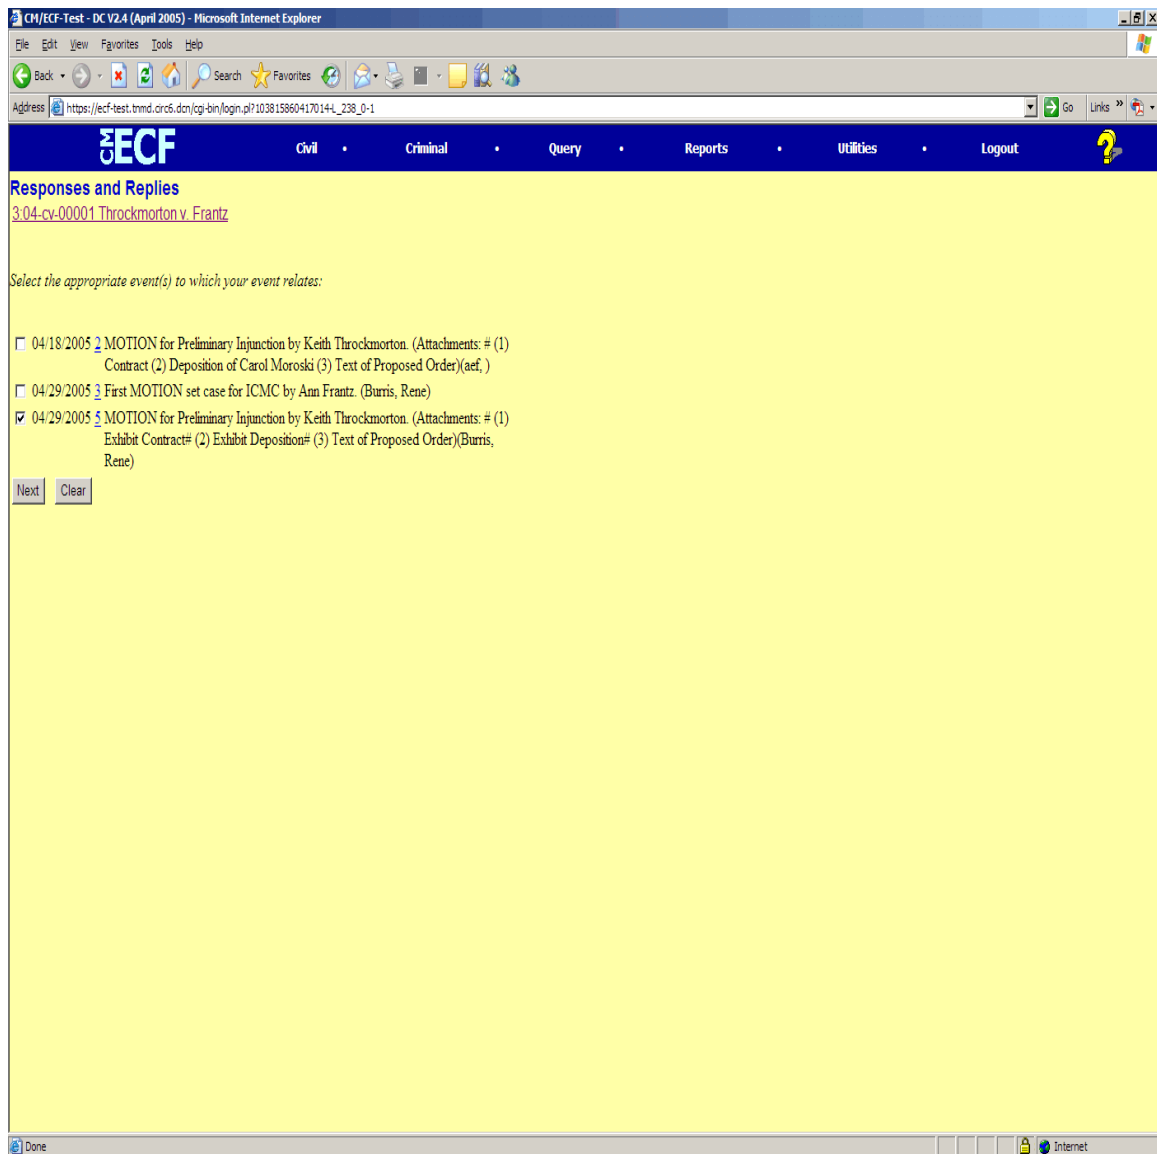 CM/ECF-Test - DC V2.4 (April 2005) - Microsoft Internet Explorer
File Edit View Favorites Tools Help
Back Search Favorites
Address https://ecf-test.tnmd.circ6.dcn/cgi-bin/login.pl?103815860417014-L_238_0-1 Go Links »
CM ECF Civil • Criminal • Query • Reports • Utilities • Logout ?
Responses and Replies
3:04-cv-00001 Throckmorton v. Frantz
Select the appropriate event(s) to which your event relates:
04/18/2005 2 MOTION for Preliminary Injunction by Keith Throckmorton. (Attachments: # (1)
Contract (2) Deposition of Carol Moroski (3) Text of Proposed Order)(aef, )
04/29/2005 3 First MOTION set case for ICMC by Ann Frantz. (Burris, Rene)
04/29/2005 5 MOTION for Preliminary Injunction by Keith Throckmorton. (Attachments: # (1)
Exhibit Contract# (2) Exhibit Deposition# (3) Text of Proposed Order)(Burris,
Rene)
Next Clear
Done Internet